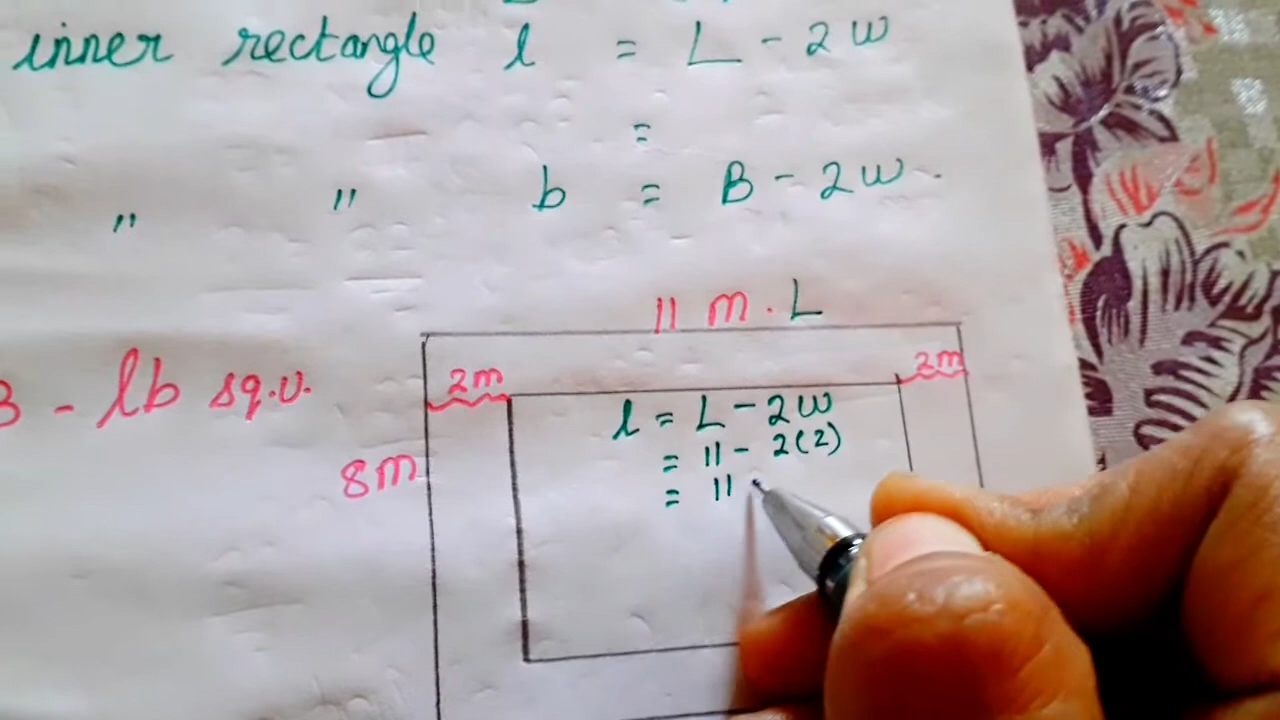 inner rectangle l = L - 2w
=
" " b = B - 2w.
11 m. L
2m
2m
- lb sq.u.
8m
l = L - 2w
= 11 - 2(2)
= 11